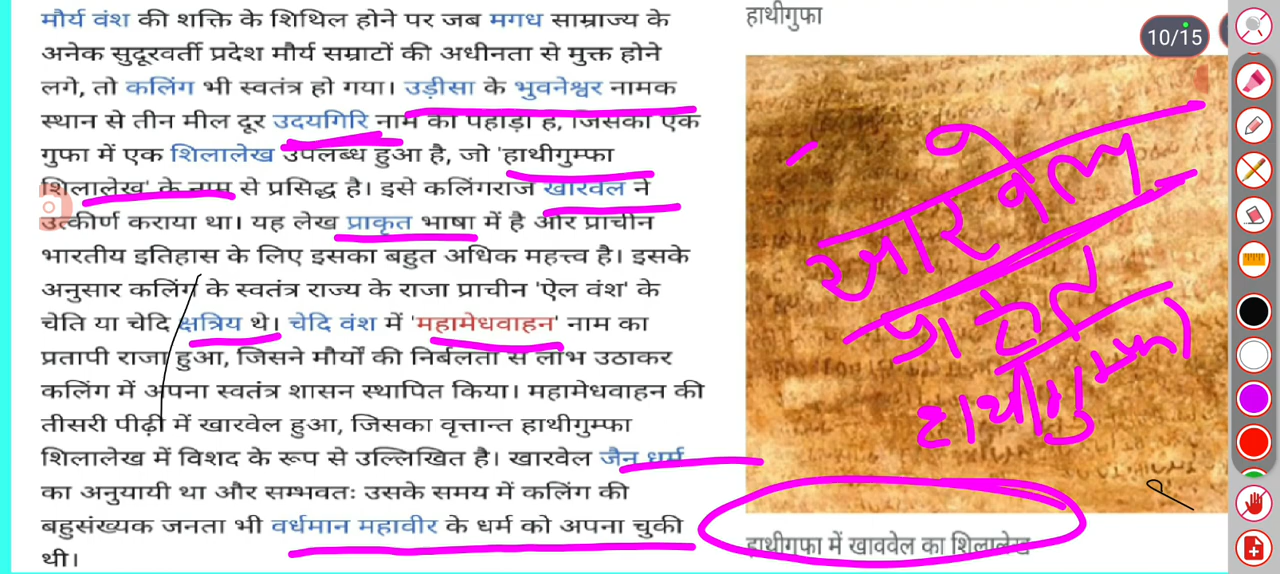 मौर्य वंश की शक्ति के शिथिल होने पर जब मगध साम्राज्य के
अनेक सुदूरवर्ती प्रदेश मौर्य सम्राटों की अधीनता से मुक्त होने
लगे, तो कलिंग भी स्वतंत्र हो गया। उड़ीसा के भुवनेश्वर नामक
स्थान से तीन मील दूर उदयगिरि नाम की पहाड़ी है, जिसकी एक
गुफा में एक शिलालेख उपलब्ध हुआ है, जो 'हाथीगुम्फा
शिलालेख' के नाम से प्रसिद्ध है। इसे कलिंगराज खारवेल ने
उत्कीर्ण कराया था। यह लेख प्राकृत भाषा में है और प्राचीन
भारतीय इतिहास के लिए इसका बहुत अधिक महत्त्व है। इसके
अनुसार कलिंग के स्वतंत्र राज्य के राजा प्राचीन 'ऐल वंश' के
चेति या चेदि क्षत्रिय थे। चेदि वंश में 'महामेधवाहन' नाम का
प्रतापी राजा हुआ, जिसने मौर्यों की निर्बलता से लाभ उठाकर
कलिंग में अपना स्वतंत्र शासन स्थापित किया। महामेधवाहन की
तीसरी पीढ़ी में खारवेल हुआ, जिसका वृत्तान्त हाथीगुम्फा
शिलालेख में विशद के रूप से उल्लिखित है। खारवेल जैन धर्म
का अनुयायी था और सम्भवतः उसके समय में कलिंग की
बहुसंख्यक जनता भी वर्धमान महावीर के धर्म को अपना चुकी
थी।
हाथीगुफा
10/15
खारवेल
हाथीगुफा
हाथीगुफा में खाववेल का शिलालेख